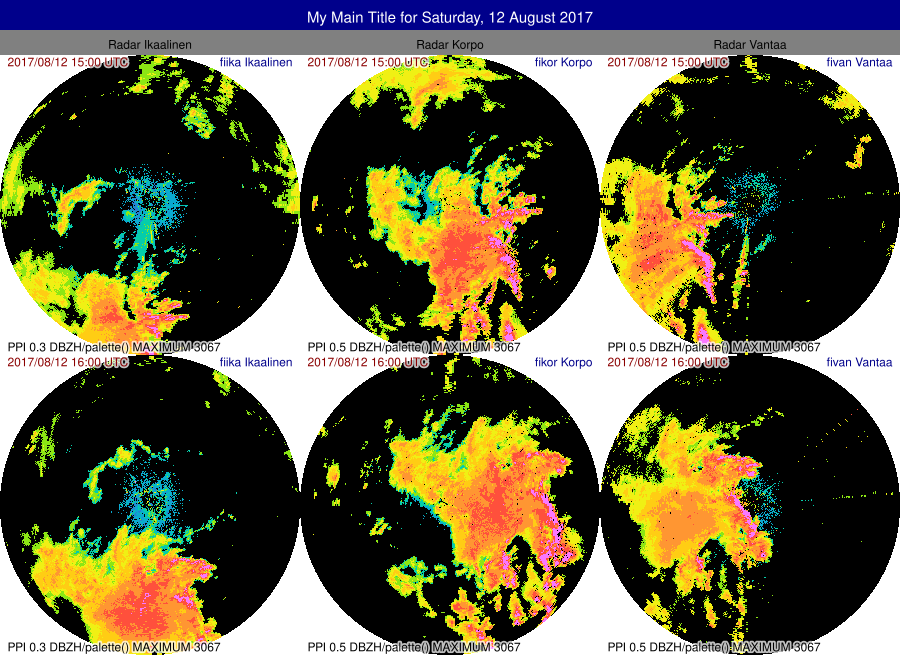 My Main Title for Saturday, 12 August 2017
Radar Ikaalinen Radar Korpo Radar Vantaa
2017/08/12 15:00 UTC fiika Ikaalinen 2017/08/12 15:00 UTC fikor Korpo 2017/08/12 15:00 UTC fivan Vantaa
PPI 0.3 DBZH/palette() MAXIMUM 3067 PPI 0.5 DBZH/palette() MAXIMUM 3067 PPI 0.5 DBZH/palette() MAXIMUM 3067
2017/08/12 16:00 UTC fiika Ikaalinen 2017/08/12 16:00 UTC fikor Korpo 2017/08/12 16:00 UTC fivan Vantaa
PPI 0.3 DBZH/palette() MAXIMUM 3067 PPI 0.5 DBZH/palette() MAXIMUM 3067 PPI 0.5 DBZH/palette() MAXIMUM 3067